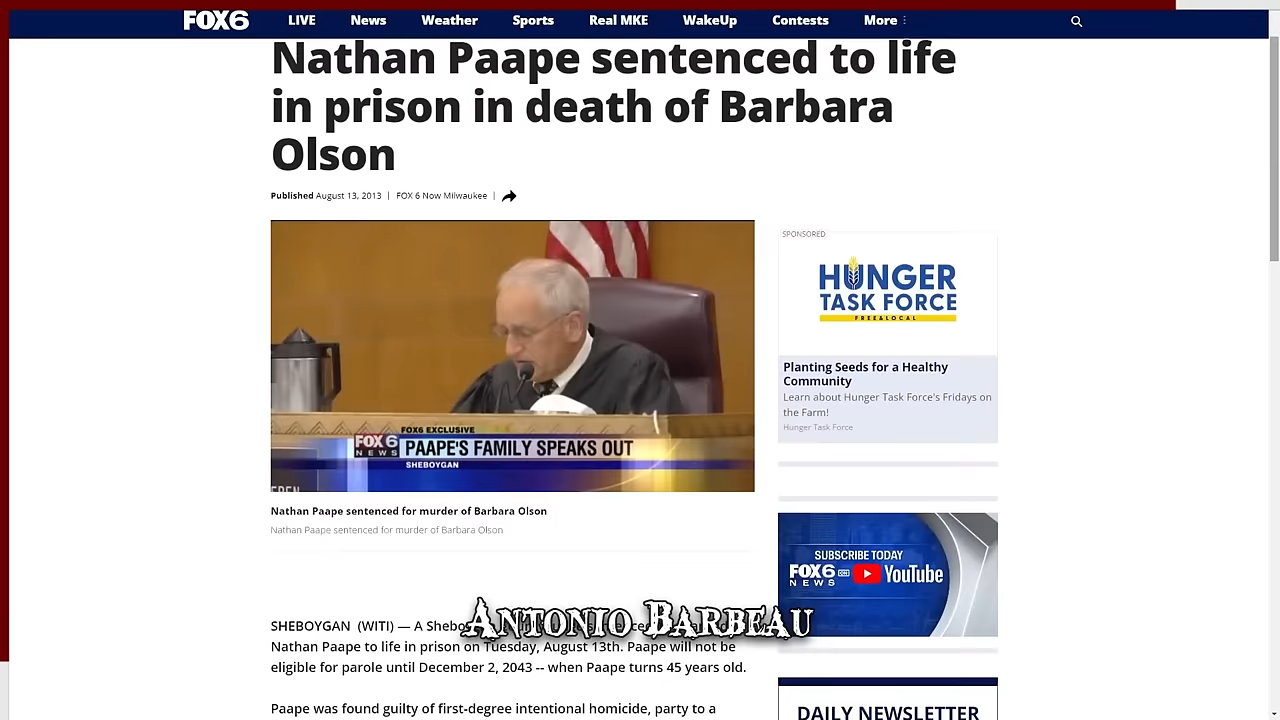 FOX6 LIVE News Weather Sports Real MKE WakeUp Contests More
Nathan Paape sentenced to life
in prison in death of Barbara
Olson
Published August 13, 2013 | FOX 6 Now Milwaukee |
FOX6 EXCLUSIVE
FOX 6 NEWS PAAPE'S FAMILY SPEAKS OUT
SHEBOYGAN
Nathan Paape sentenced for murder of Barbara Olson
Nathan Paape sentenced for murder of Barbara Olson
SHEBOYGAN (WITI) — A Sheboy
Antonio Barbeau
Nathan Paape to life in prison on Tuesday, August 13th. Paape will not be
eligible for parole until December 2, 2043 -- when Paape turns 45 years old.
Paape was found guilty of first-degree intentional homicide, party to a
SPONSORED
HUNGER
TASK FORCE
FREE & LOCAL
Planting Seeds for a Healthy
Community
Learn about Hunger Task Force's Fridays on
the Farm!
Hunger Task Force
SUBSCRIBE TODAY
FOX6 NEWS ON YouTube
DAILY NEWSLETTER